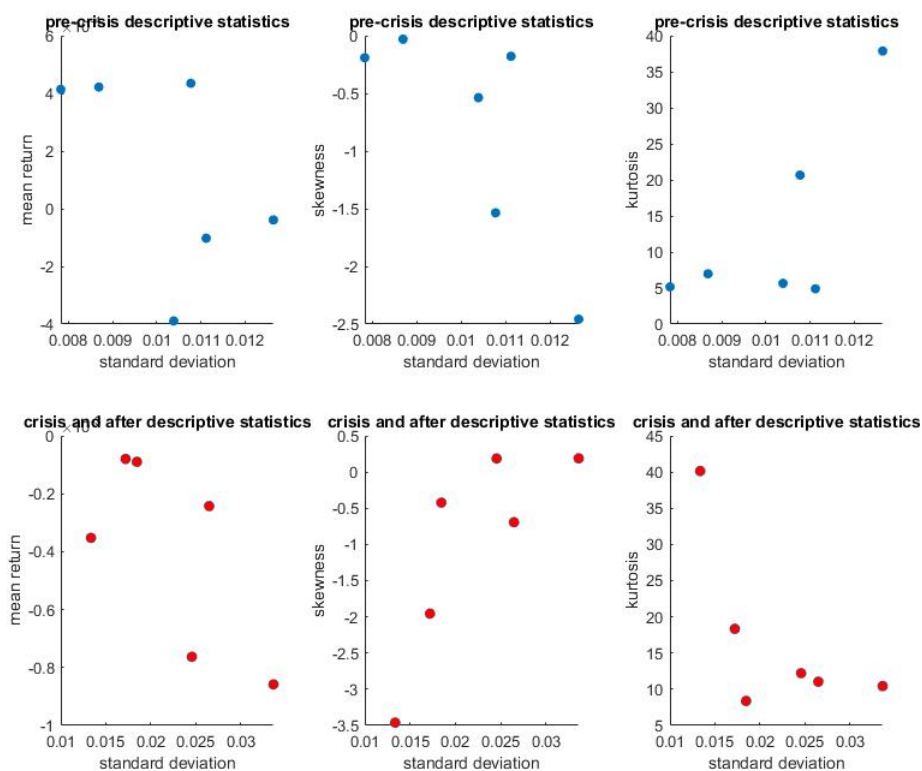 pre-crisis descriptive statistics
6
4
2
0
-2
-4
mean return
0.008 0.009 0.01 0.011 0.012
standard deviation
pre-crisis descriptive statistics
0
-0.5
-1
-1.5
-2
-2.5
skewness
0.008 0.009 0.01 0.011 0.012
standard deviation
pre-crisis descriptive statistics
40
35
30
25
20
15
10
5
0
kurtosis
0.008 0.009 0.01 0.011 0.012
standard deviation
crisis and after descriptive statistics
0
-0.2
-0.4
-0.6
-0.8
-1
mean return
0.01 0.015 0.02 0.025 0.03
standard deviation
crisis and after descriptive statistics
0.5
0
-0.5
-1
-1.5
-2
-2.5
-3
-3.5
skewness
0.01 0.015 0.02 0.025 0.03
standard deviation
crisis and after descriptive statistics
45
40
35
30
25
20
15
10
5
kurtosis
0.01 0.015 0.02 0.025 0.03
standard deviation